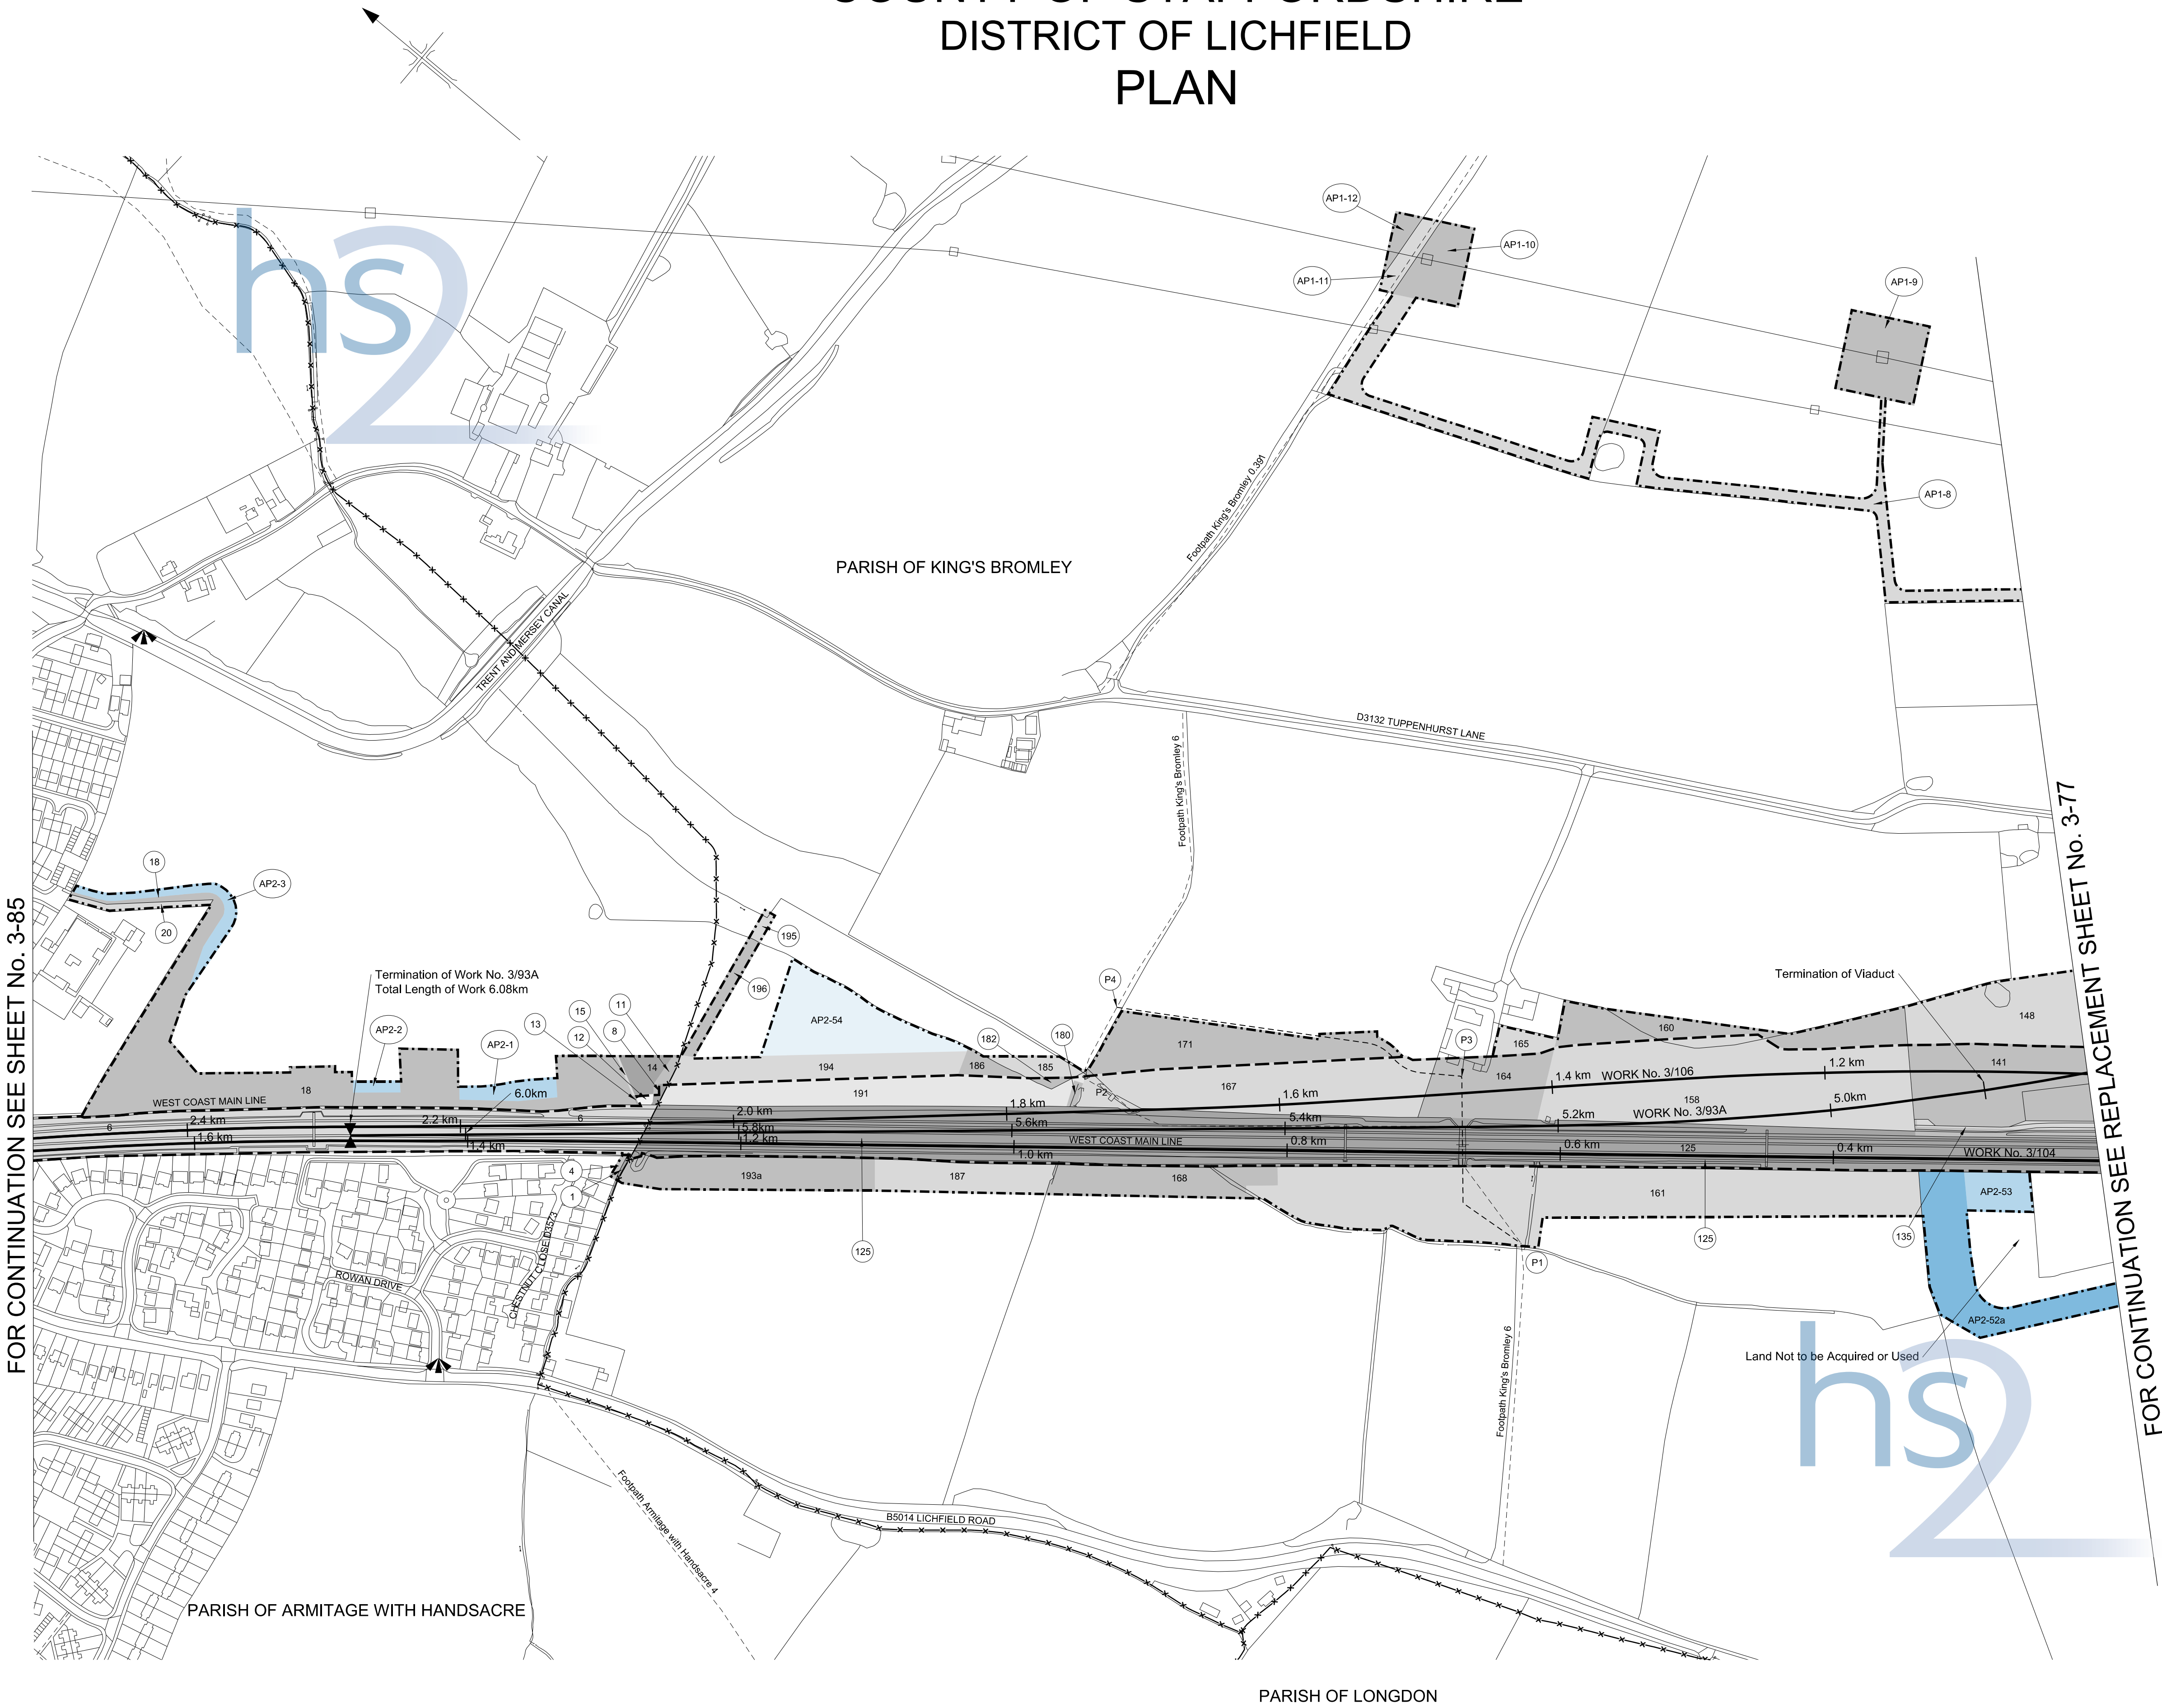 DISTRICT OF LICHFIELD
PLAN
hs2
AP1-12
AP1-10
AP1-11
AP1-9
AP1-8
Footpath King's Bromley 0.391
PARISH OF KING'S BROMLEY
TRENT AND MERSEY CANAL
D3132 TUPPENHURST LANE
Footpath King's Bromley 6
FOR CONTINUATION SEE SHEET No. 3-85
FOR CONTINUATION SEE REPLACEMENT SHEET No. 3-77
18
AP2-3
20
195
196
Termination of Work No. 3/93A
Total Length of Work 6.08km
Termination of Viaduct
AP2-2
AP2-1
13
15
12
11
8
14
AP2-54
182
180
P4
P3
P2
171
165
160
148
141
194
186
185
164
167
191
158
18
6.0km
WEST COAST MAIN LINE
6
6
2.4 km
2.2 km
2.0 km
1.8 km
1.6 km
1.4 km
WORK No. 3/106
1.2 km
5.8km
5.6km
5.4km
5.2km
WORK No. 3/93A
5.0km
1.6 km
1.4 km
1.2 km
1.0 km
WEST COAST MAIN LINE
0.8 km
0.6 km
125
0.4 km
WORK No. 3/104
4
1
193a
187
168
161
125
125
135
P1
AP2-53
AP2-52a
Land Not to be Acquired or Used
ROWAN DRIVE
CHESTNUT CLOSE D3573
Footpath King's Bromley 6
Footpath Armitage with Handsacre 4
B5014 LICHFIELD ROAD
hs2
PARISH OF ARMITAGE WITH HANDSACRE
PARISH OF LONGDON